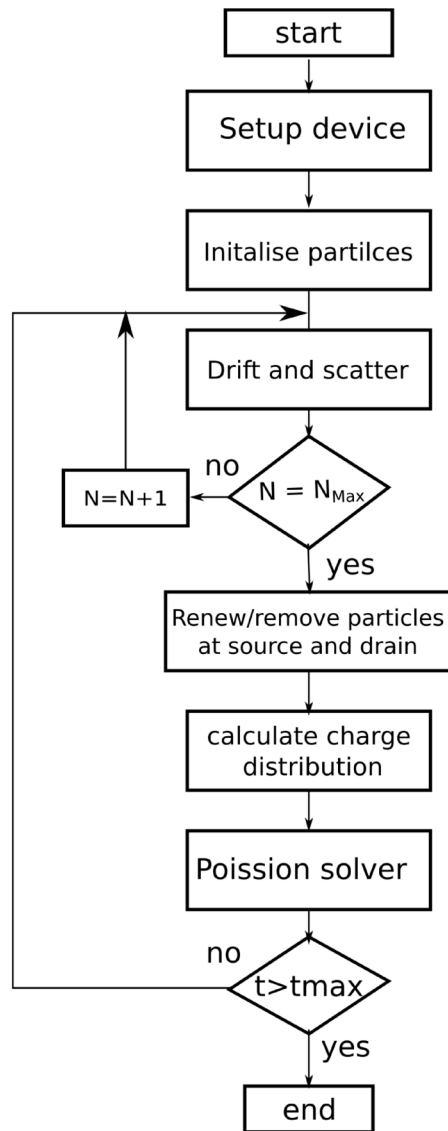 start
Setup device
Initalise partilces
Drift and scatter
no
N = N_Max
N=N+1
yes
Renew/remove particles
at source and drain
calculate charge
distribution
Poission solver
no
t>tmax
yes
end